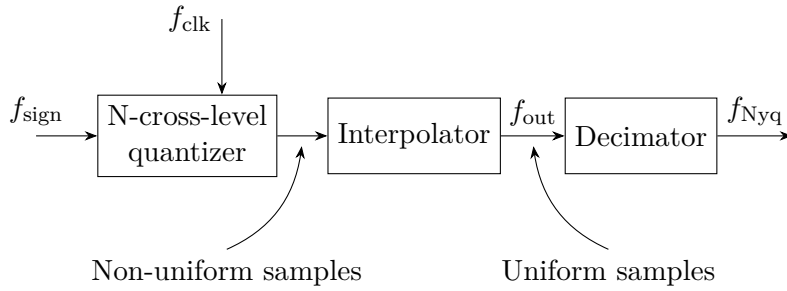 f_clk
f_sign
N-cross-level
quantizer
Interpolator
f_out
Decimator
f_Nyq
Non-uniform samples
Uniform samples